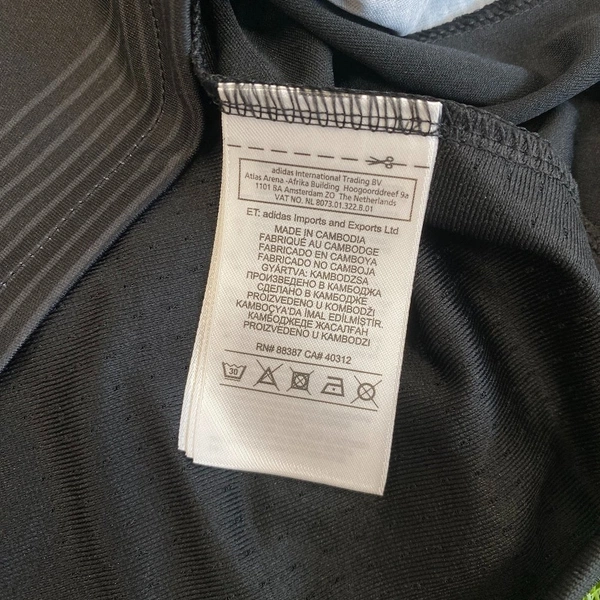 adidas International Trading BV
Atlas Arena -Afrika Building Hoogoorddreef 9a
1101 BA Amsterdam ZO The Netherlands
VAT NO. NL 8073.01.322.B.01
ET: adidas Imports and Exports Ltd
MADE IN CAMBODIA
FABRIQUÉ AU CAMBODGE
FABRICADO EN CAMBOYA
FABRICADO NO CAMBOJA
GYÁRTVA: KAMBODZSA
ПРОИЗВЕДЕНО В КАМБОДЖА
СДЕЛАНО В КАМБОДЖЕ
PROIZVEDENO U KOMBODŽI
KAMBOÇYA'DA İMAL EDİLMİŞTİR.
КАМБОДЖЕДЕ ЖАСАЛҒАН
PROIZVEDENO U KAMBODZI
RN# 88387 CA# 40312
30